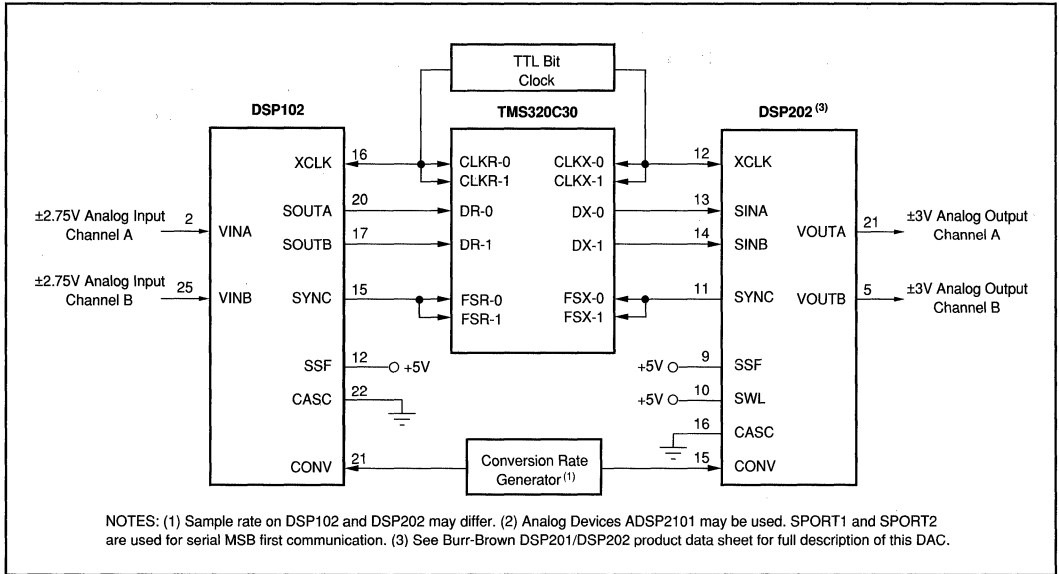 TTL Bit
Clock
DSP102
TMS320C30
DSP202 (3)
XCLK
16
CLKR-0
CLKX-0
12
XCLK
CLKR-1
CLKX-1
SOUTA
20
DR-0
DX-0
13
SINA
±2.75V Analog Input
Channel A
2
VINA
SOUTB
17
DR-1
DX-1
14
SINB
VOUTA
21
±3V Analog Output
Channel A
±2.75V Analog Input
Channel B
25
VINB
SYNC
15
FSR-0
FSX-0
11
SYNC
FSR-1
FSX-1
VOUTB
5
±3V Analog Output
Channel B
SSF
12
+5V
+5V
9
SSF
CASC
22
+5V
10
SWL
16
CASC
CONV
21
Conversion Rate
Generator(1)
15
CONV
NOTES: (1) Sample rate on DSP102 and DSP202 may differ. (2) Analog Devices ADSP2101 may be used. SPORT1 and SPORT2
are used for serial MSB first communication. (3) See Burr-Brown DSP201/DSP202 product data sheet for full description of this DAC.